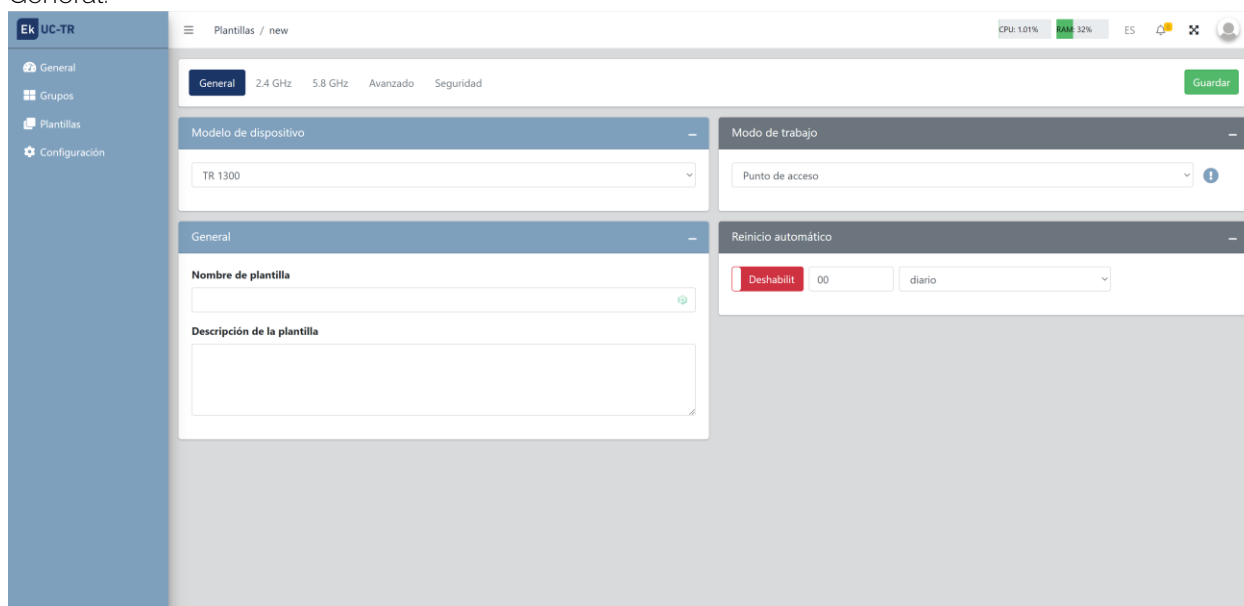 General.
Ek UC-TR
Plantillas / new
CPU: 1.01%
RAM: 32%
ES
General
Grupos
Plantillas
Configuración
General
2.4 GHz
5.8 GHz
Avanzado
Seguridad
Guardar
Modelo de dispositivo
TR 1300
Modo de trabajo
Punto de acceso
General
Nombre de plantilla
Descripción de la plantilla
Reinicio automático
Deshabilit
00
diario